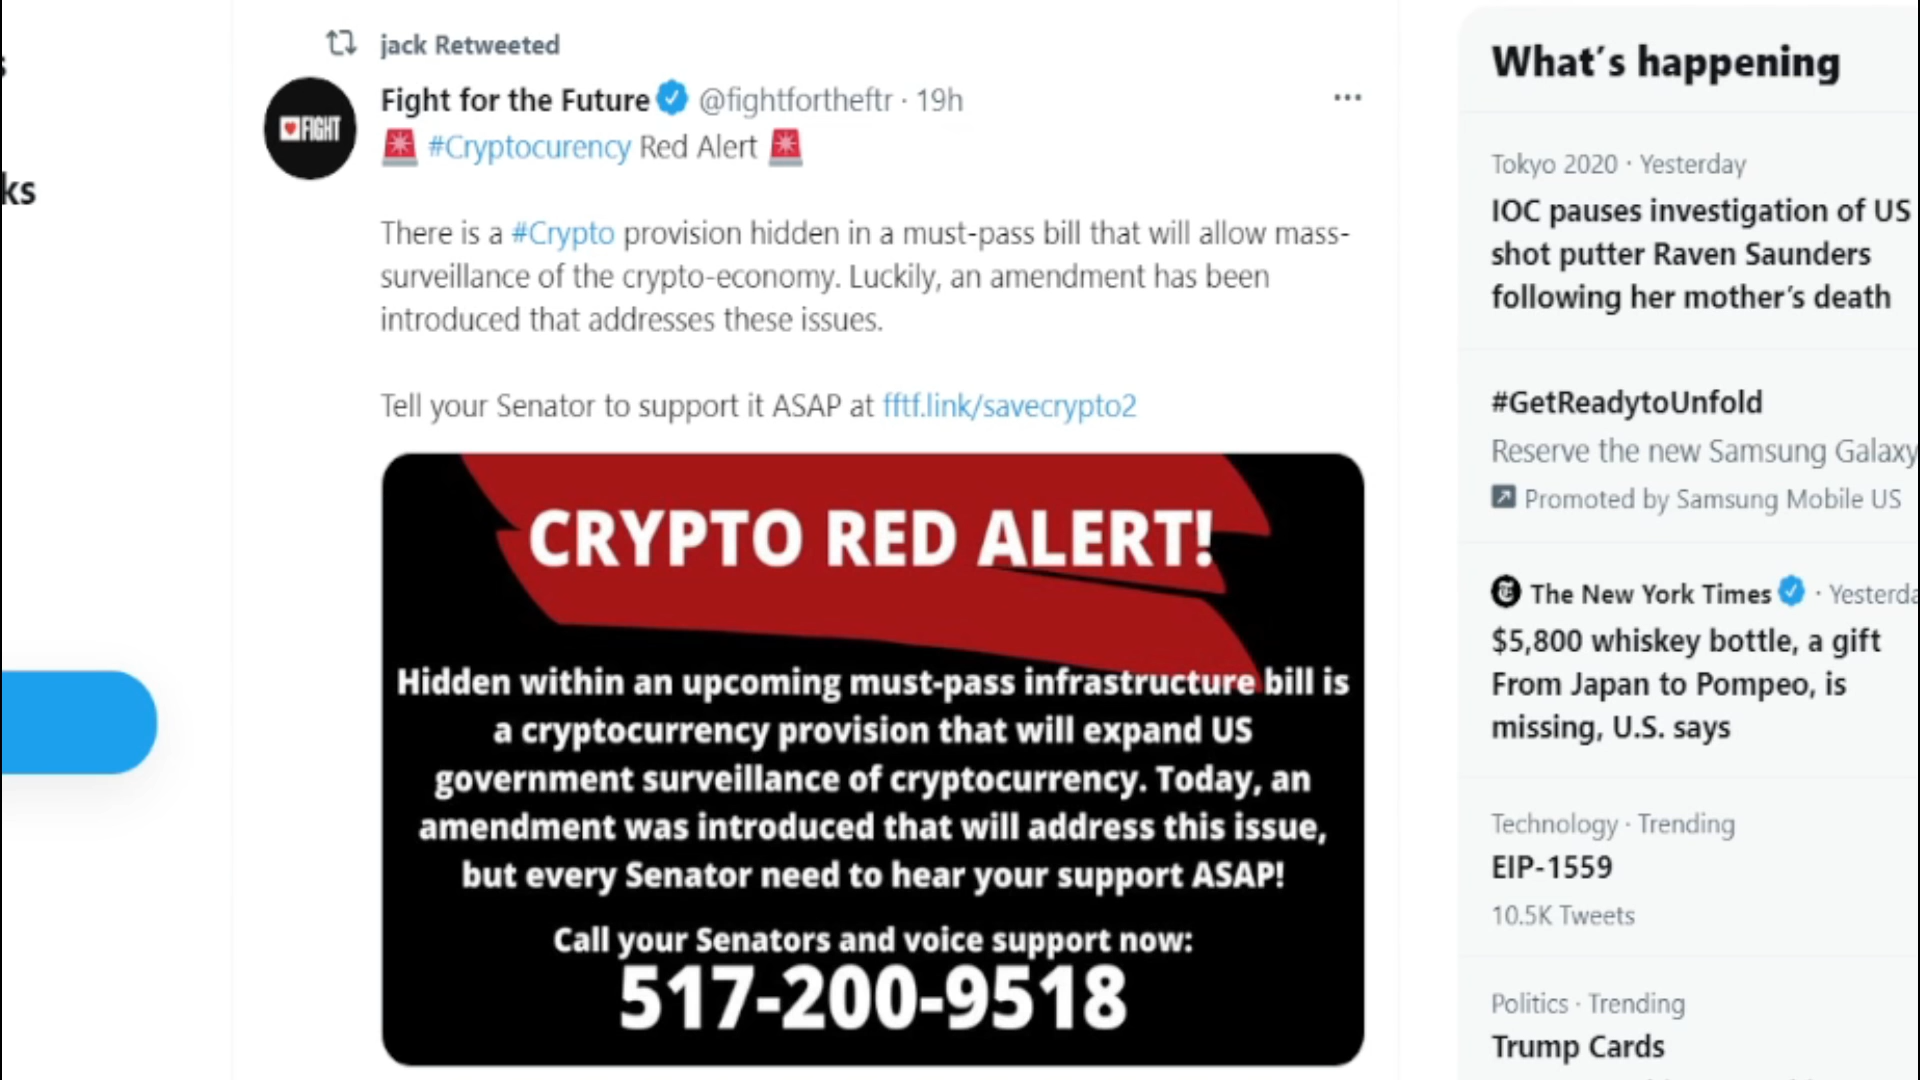 jack Retweeted
Fight for the Future @fightfortheftr · 19h
FIGHT
#Cryptocurency Red Alert
There is a #Crypto provision hidden in a must-pass bill that will allow mass-
surveillance of the crypto-economy. Luckily, an amendment has been
introduced that addresses these issues.
Tell your Senator to support it ASAP at fftf.link/savecrypto2
CRYPTO RED ALERT!
Hidden within an upcoming must-pass infrastructure bill is
a cryptocurrency provision that will expand US
government surveillance of cryptocurrency. Today, an
amendment was introduced that will address this issue,
but every Senator need to hear your support ASAP!
Call your Senators and voice support now:
517-200-9518
ks
What's happening
Tokyo 2020 · Yesterday
IOC pauses investigation of US
shot putter Raven Saunders
following her mother's death
#GetReadytoUnfold
Reserve the new Samsung Galaxy
Promoted by Samsung Mobile US
The New York Times · Yesterda
$5,800 whiskey bottle, a gift
From Japan to Pompeo, is
missing, U.S. says
Technology · Trending
EIP-1559
10.5K Tweets
Politics · Trending
Trump Cards